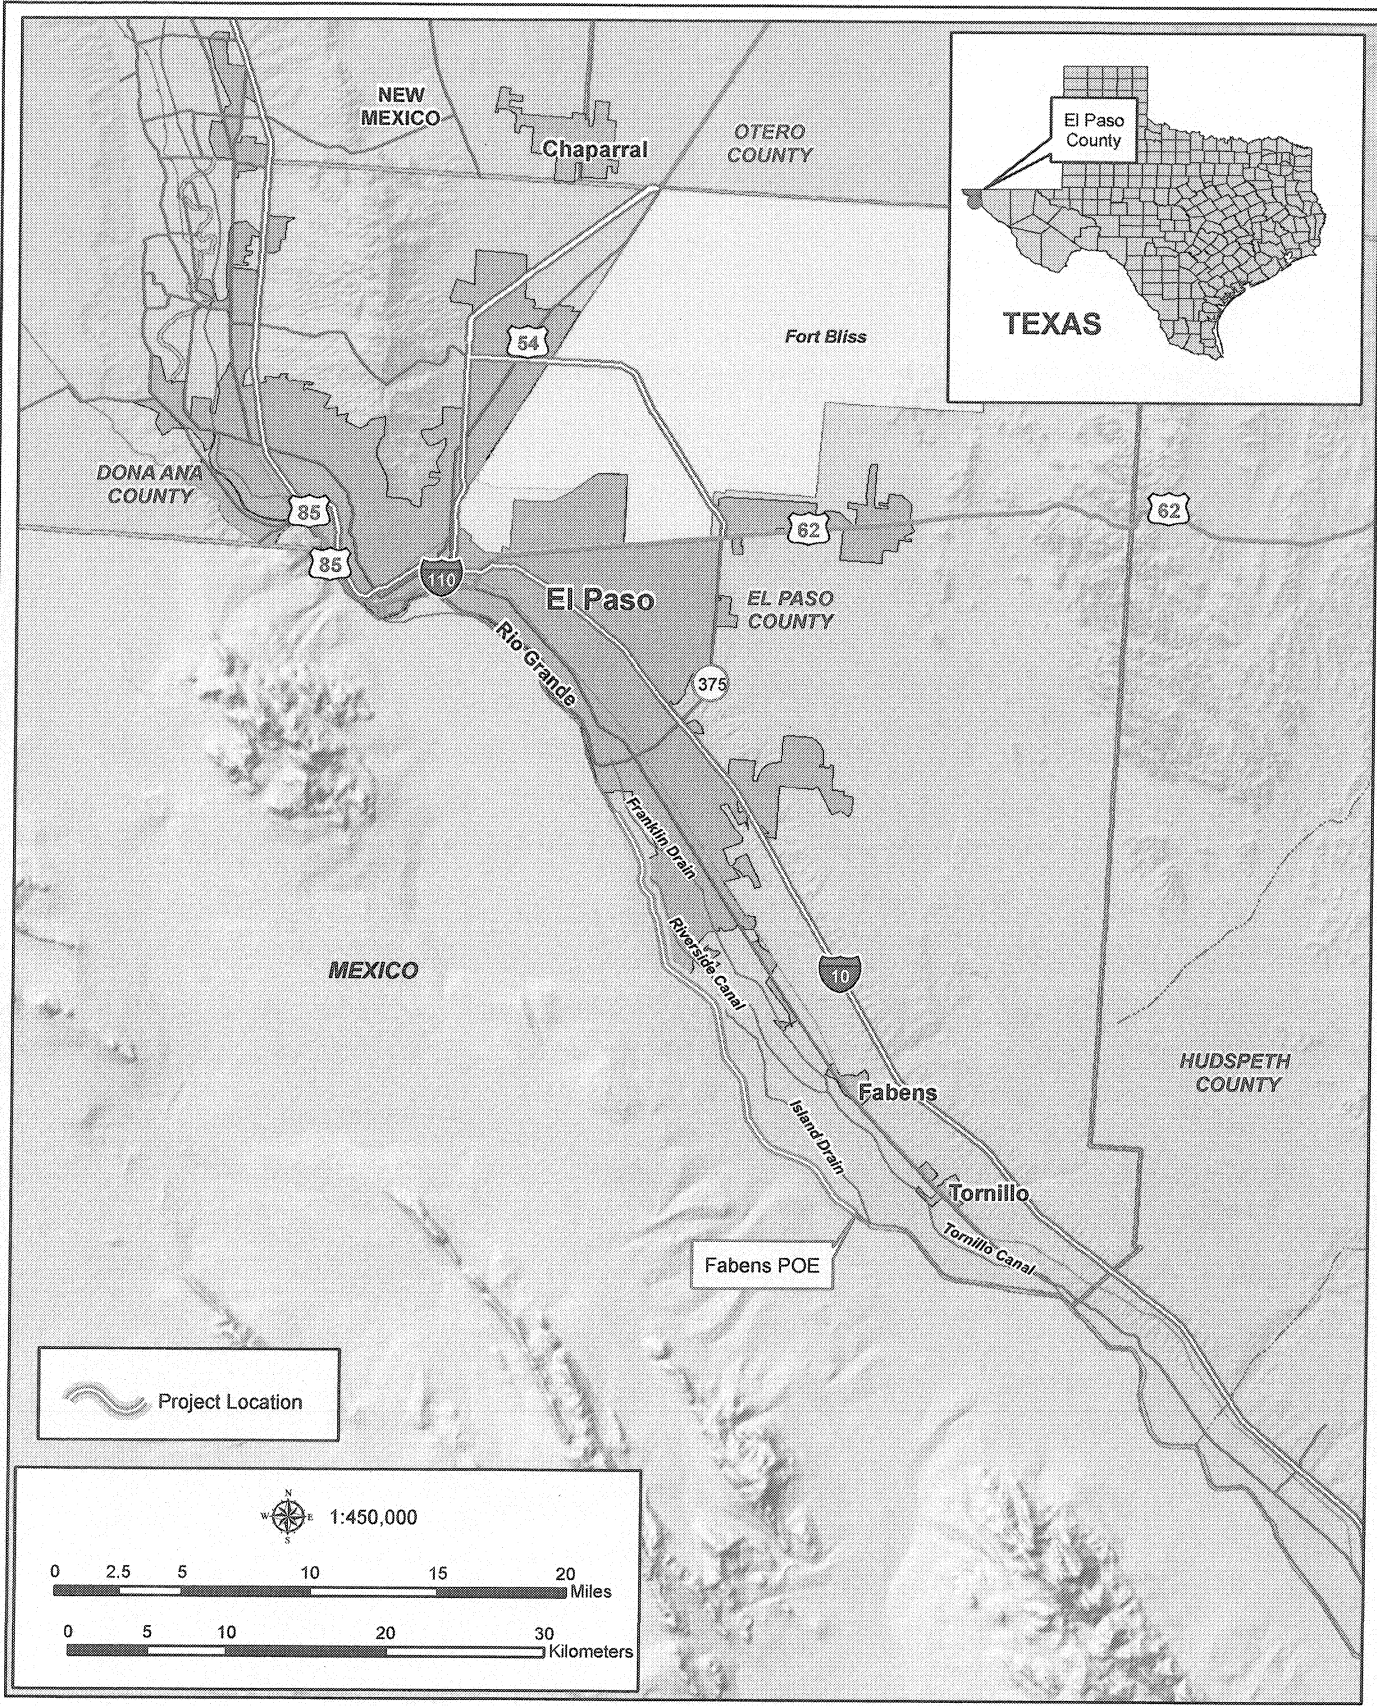 NEW
MEXICO
Chaparral
OTERO
COUNTY
El Paso
County
TEXAS
54
Fort Bliss
DONA ANA
COUNTY
85
62
62
85
110
El Paso
EL PASO
COUNTY
Rio Grande
375
Franklin Drain
Riverside Canal
MEXICO
10
HUDSPETH
COUNTY
Fabens
Island Drain
Tornillo
Tornillo Canal
Fabens POE
Project Location
N
W E
S
1:450,000
0 2.5 5 10 15 20
Miles
0 5 10 20 30
Kilometers